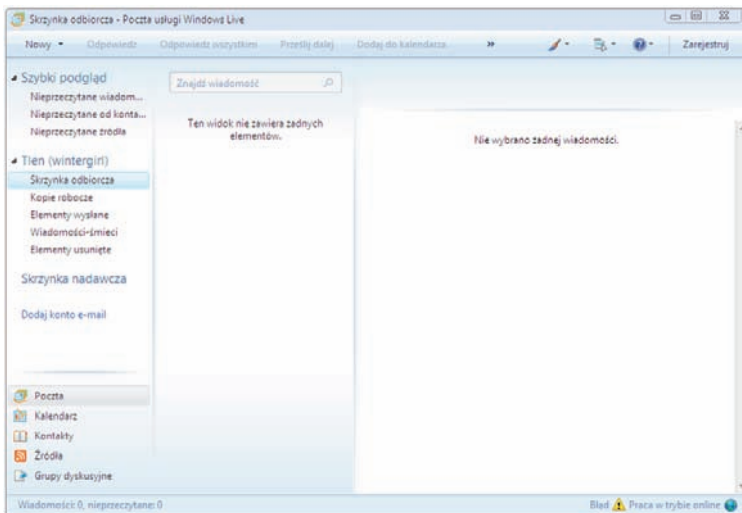 Skrzynka odbiorcza - Poczta usługi Windows Live
Nowy Odpowiedz Odpowiedz wszystkim Prześlij dalej Dodaj do kalendarza » Zarejestruj
Szybki podgląd
Nieprzeczytane wiadom...
Nieprzeczytane od konta...
Nieprzeczytane źródła
Tlen (wintergirl)
Skrzynka odbiorcza
Kopie robocze
Elementy wysłane
Wiadomości-śmieci
Elementy usunięte
Skrzynka nadawcza
Dodaj konto e-mail
Poczta
Kalendarz
Kontakty
Źródła
Grupy dyskusyjne
Znajdź wiadomość
Ten widok nie zawiera żadnych
elementów.
Nie wybrano żadnej wiadomości.
Wiadomości: 0, nieprzeczytane: 0
Błąd Praca w trybie online